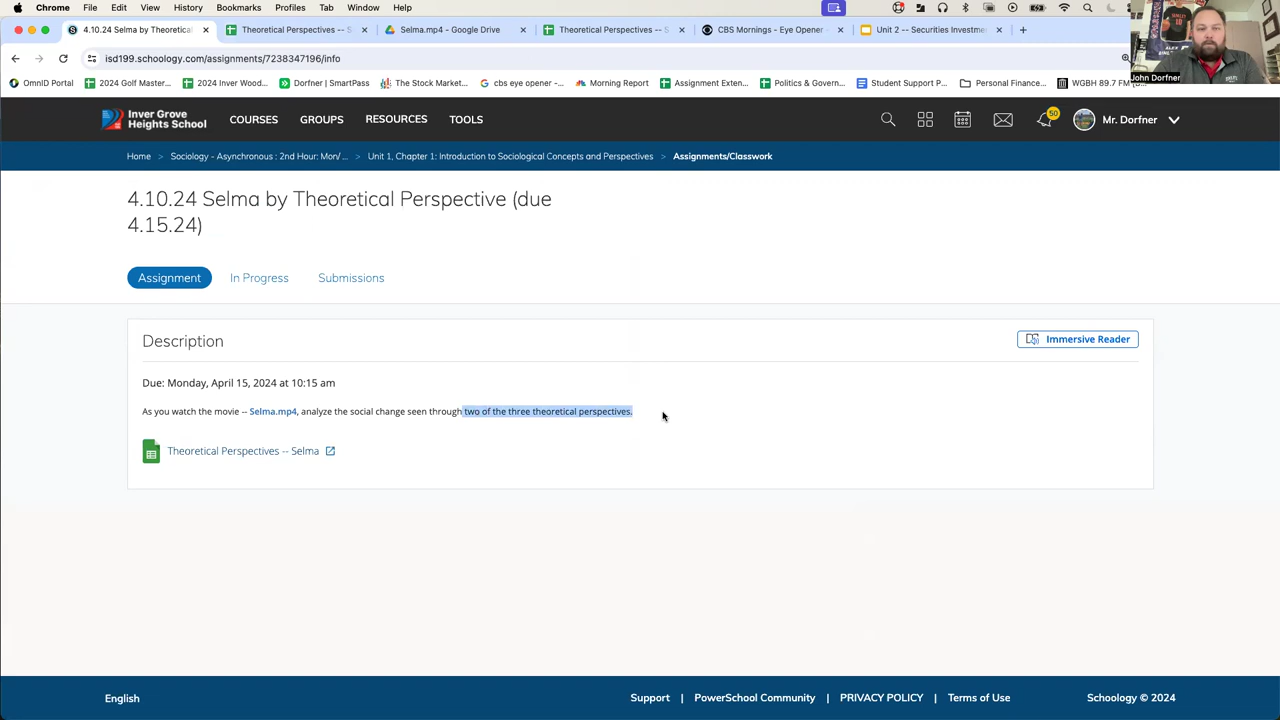 Chrome File Edit View History Bookmarks Profiles Tab Window Help
4.10.24 Selma by Theoretical
Theoretical Perspectives -- S
Selma.mp4 - Google Drive
Theoretical Perspectives -- S
CBS Mornings - Eye Opener
Unit 2 -- Securities Investme
isd199.schoology.com/assignments/7238347196/info
John Dorfner
OmniD Portal
2024 Golf Master...
2024 Inver Wood...
Dorfner | SmartPass
The Stock Market...
cbs eye opener -...
Morning Report
Assignment Exten...
Politics & Govern...
Student Support P...
Personal Finance...
WGBH 89.7 FM
Inver Grove
Heights School
COURSES GROUPS RESOURCES TOOLS
50
Mr. Dorfner
Home > Sociology - Asynchronous : 2nd Hour: Mon/ ... > Unit 1, Chapter 1: Introduction to Sociological Concepts and Perspectives > Assignments/Classwork
4.10.24 Selma by Theoretical Perspective (due
4.15.24)
Assignment In Progress Submissions
Description
Immersive Reader
Due: Monday, April 15, 2024 at 10:15 am
As you watch the movie -- Selma.mp4, analyze the social change seen through two of the three theoretical perspectives.
Theoretical Perspectives -- Selma
English
Support | PowerSchool Community | PRIVACY POLICY | Terms of Use
Schoology © 2024